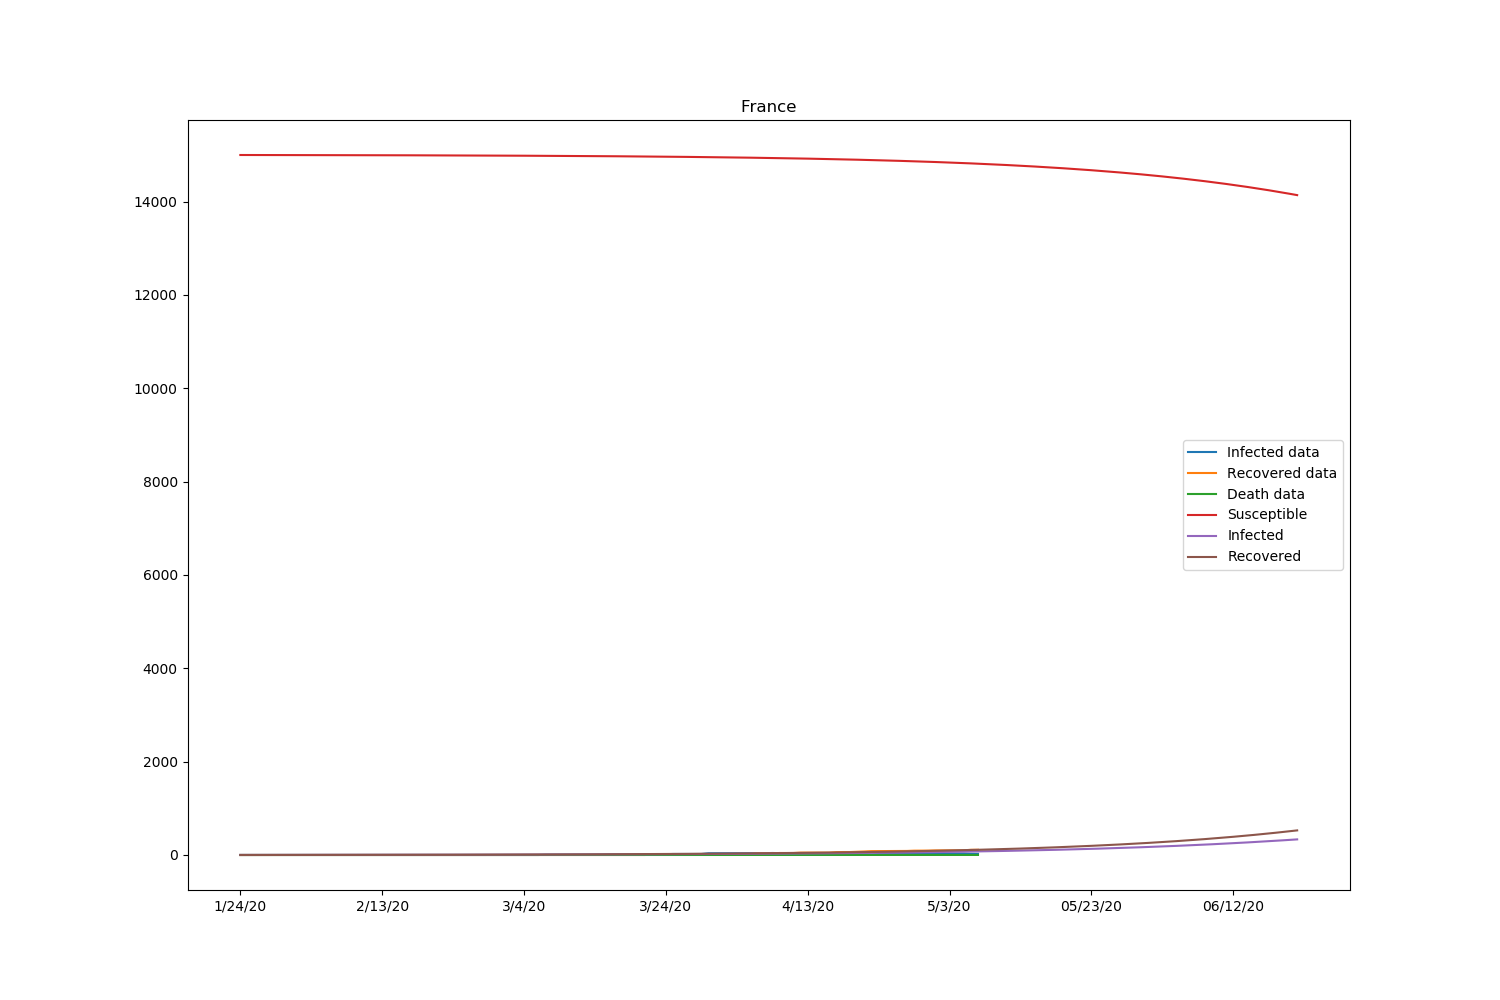 France
14000
12000
10000
8000
6000
4000
2000
0
Infected data
Recovered data
Death data
Susceptible
Infected
Recovered
1/24/20
2/13/20
3/4/20
3/24/20
4/13/20
5/3/20
05/23/20
06/12/20